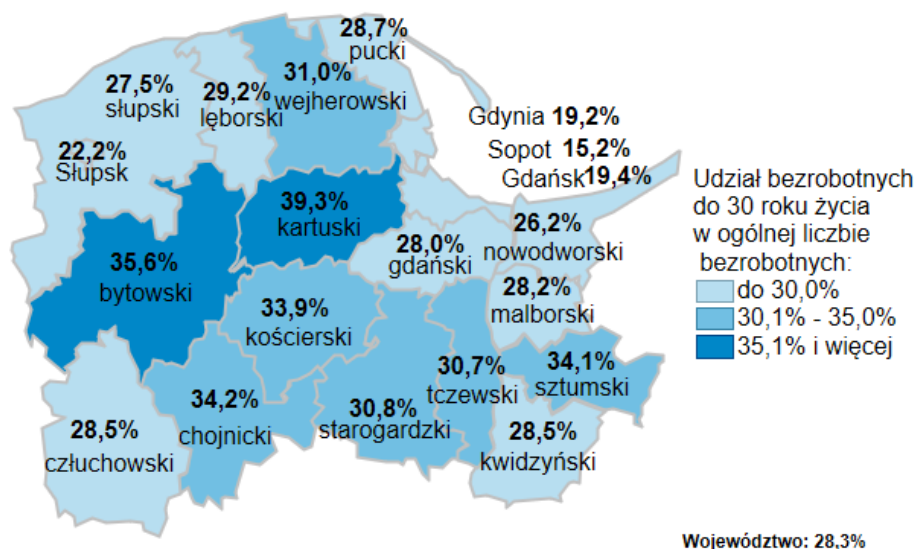 28,7%
pucki
31,0%
wejherowski
27,5%
słupski
29,2%
lęborski
Gdynia 19,2%
Sopot 15,2%
Gdańsk 19,4%
22,2%
Słupsk
39,3%
kartuski
26,2%
nowodworski
28,0%
gdański
35,6%
bytowski
28,2%
malborski
33,9%
kościerski
30,7%
tczewski
34,1%
sztumski
34,2%
chojnicki
30,8%
starogardzki
28,5%
człuchowski
28,5%
kwidzyński
Udział bezrobotnych
do 30 roku życia
w ogólnej liczbie
bezrobotnych:
do 30,0%
30,1% - 35,0%
35,1% i więcej
Województwo: 28,3%